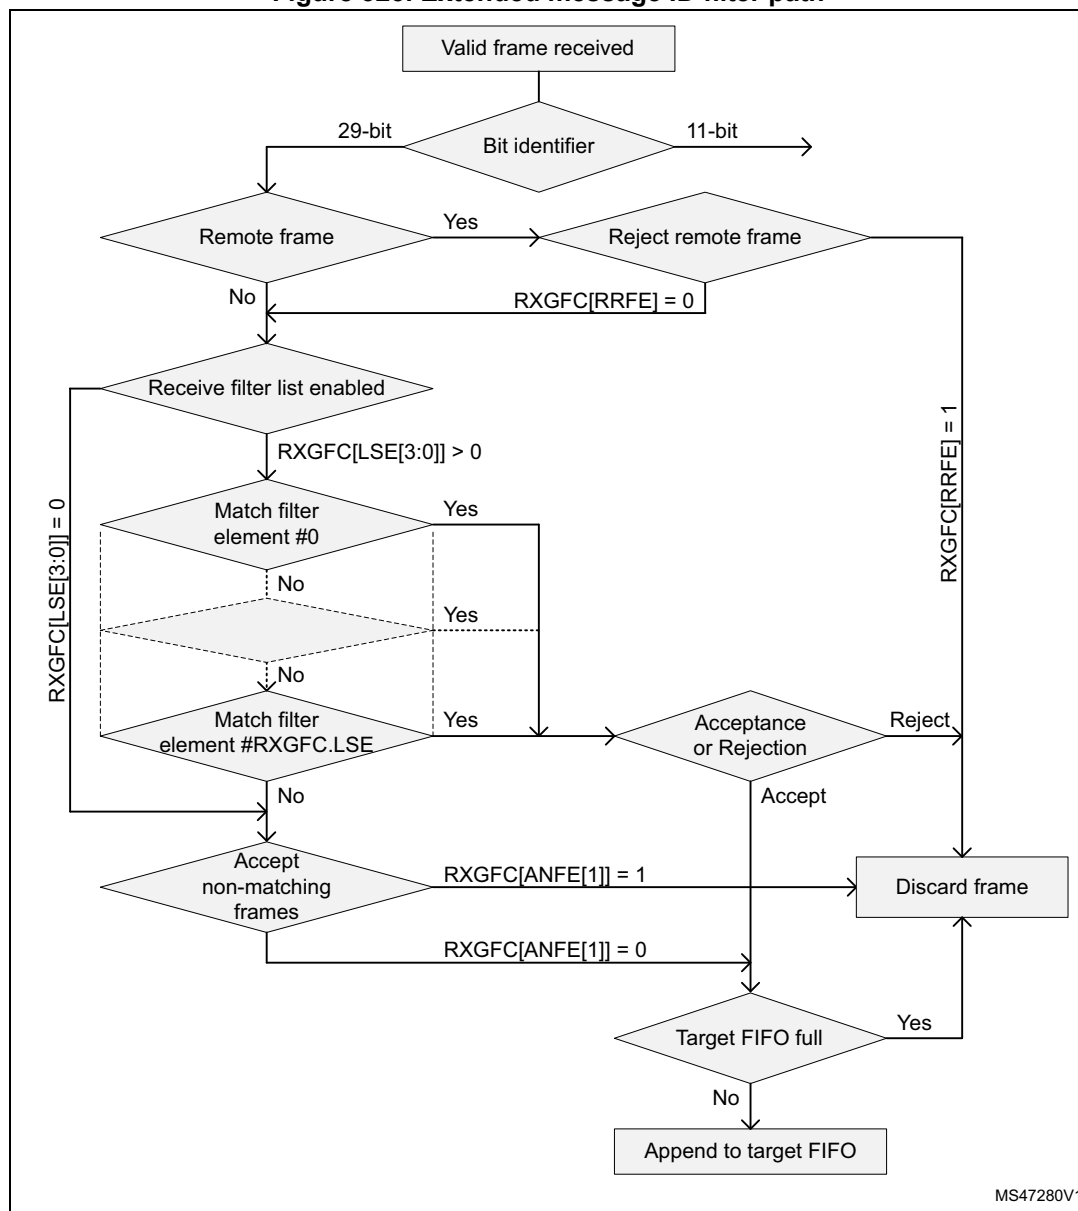 Valid frame received
29-bit
11-bit
Bit identifier
Remote frame
Yes
Reject remote frame
No
RXGFC[RRFE] = 0
Receive filter list enabled
RXGFC[LSE[3:0]] > 0
RXGFC[LSE[3:0]] = 0
RXGFC[RRFE] = 1
Match filter
element #0
Yes
No
Yes
No
Match filter
element #RXGFC.LSE
Yes
Acceptance
or Rejection
Reject
No
Accept
Accept
non-matching
frames
RXGFC[ANFE[1]] = 1
Discard frame
RXGFC[ANFE[1]] = 0
Target FIFO full
Yes
No
Append to target FIFO
MS47280V1